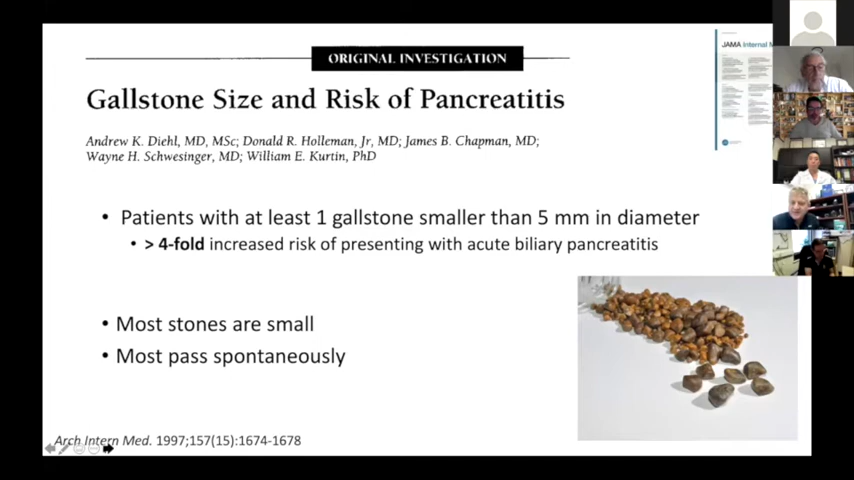 ORIGINAL INVESTIGATION
JAMA Internal M
Gallstone Size and Risk of Pancreatitis
Andrew K. Diehl, MD, MSc; Donald R. Holleman, Jr, MD; James B. Chapman, MD;
Wayne H. Schwesinger, MD; William E. Kurtin, PhD
• Patients with at least 1 gallstone smaller than 5 mm in diameter
• > 4-fold increased risk of presenting with acute biliary pancreatitis
• Most stones are small
• Most pass spontaneously
Arch Intern Med. 1997;157(15):1674-1678